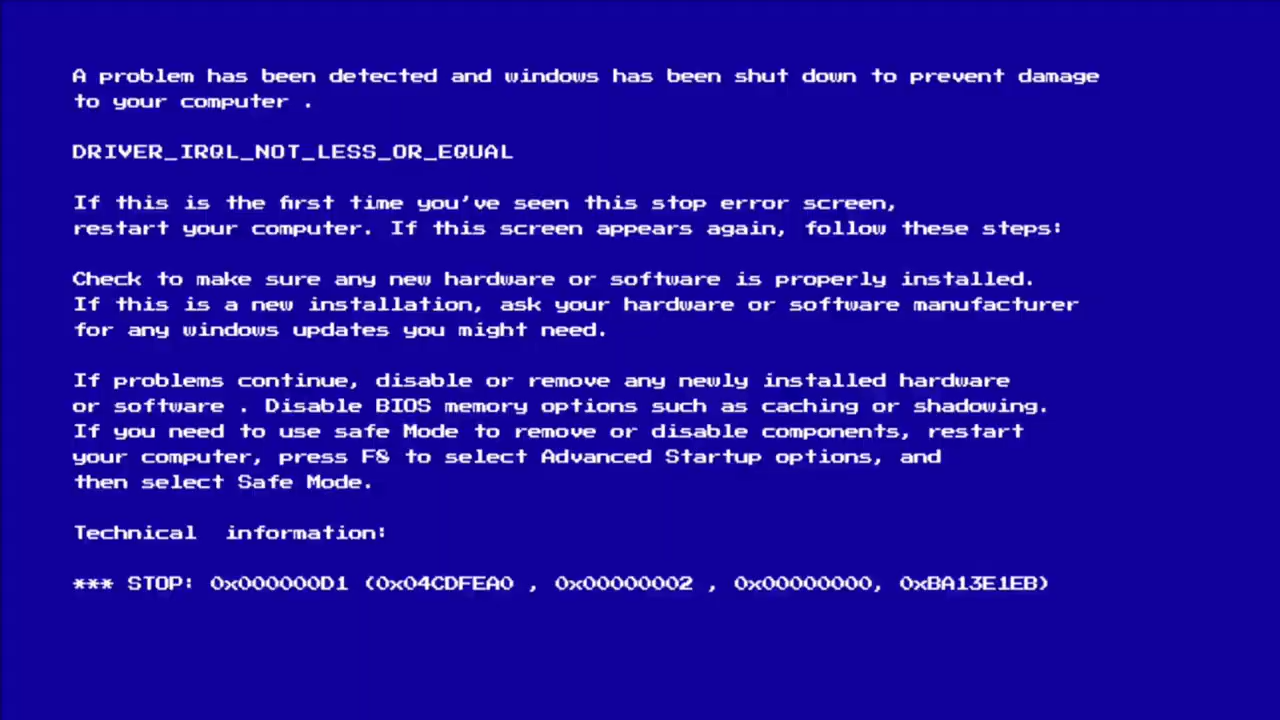 A problem has been detected and windows has been shut down to prevent damage
to your computer .
DRIVER_IRQL_NOT_LESS_OR_EQUAL
If this is the first time you've seen this stop error screen,
restart your computer. If this screen appears again, follow these steps:
Check to make sure any new hardware or software is properly installed.
If this is a new installation, ask your hardware or software manufacturer
for any windows updates you might need.
If problems continue, disable or remove any newly installed hardware
or software . Disable BIOS memory options such as caching or shadowing.
If you need to use safe Mode to remove or disable components, restart
your computer, press F8 to select Advanced Startup options, and
then select Safe Mode.
Technical  information:
*** STOP: 0x000000D1 (0x04CDFEA0 , 0x00000002 , 0x00000000, 0xBA13E1EB)